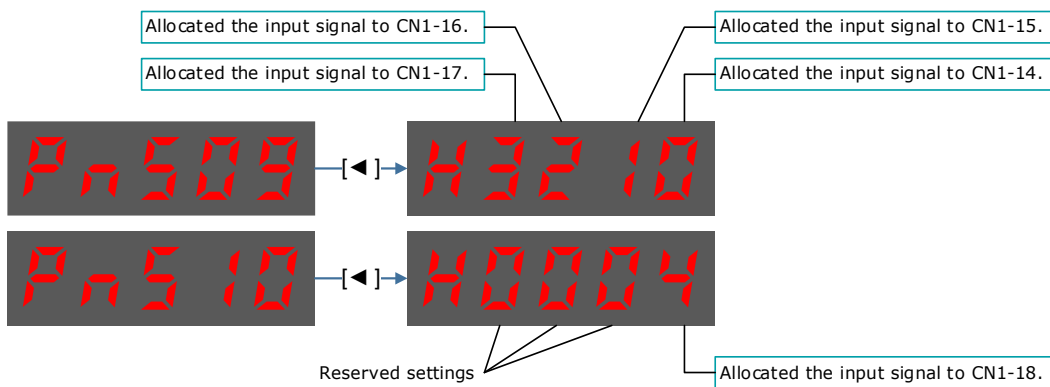 Allocated the input signal to CN1-16.
Allocated the input signal to CN1-15.
Allocated the input signal to CN1-17.
Allocated the input signal to CN1-14.
Pn509 [◄] H3210
Pn510 [◄] H0004
Reserved settings
Allocated the input signal to CN1-18.